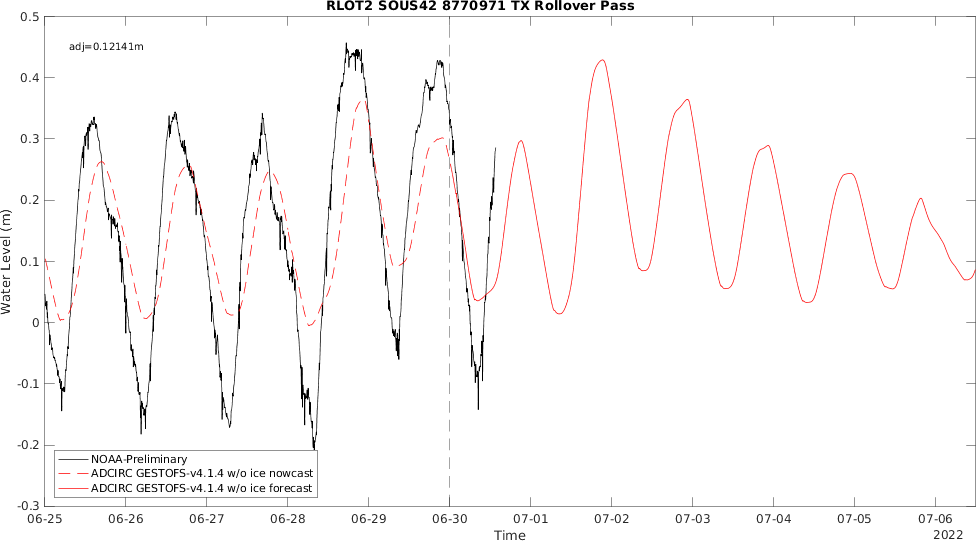 RLOT2 SOUS42 8770971 TX Rollover Pass
0.5
adj=0.12141m
0.4
0.3
0.2
0.1
0
-0.1
-0.2
-0.3
Water Level (m)
NOAA-Preliminary
ADCIRC GESTOFS-v4.1.4 w/o ice nowcast
ADCIRC GESTOFS-v4.1.4 w/o ice forecast
06-25 06-26 06-27 06-28 06-29 06-30 07-01 07-02 07-03 07-04 07-05 07-06
Time
2022